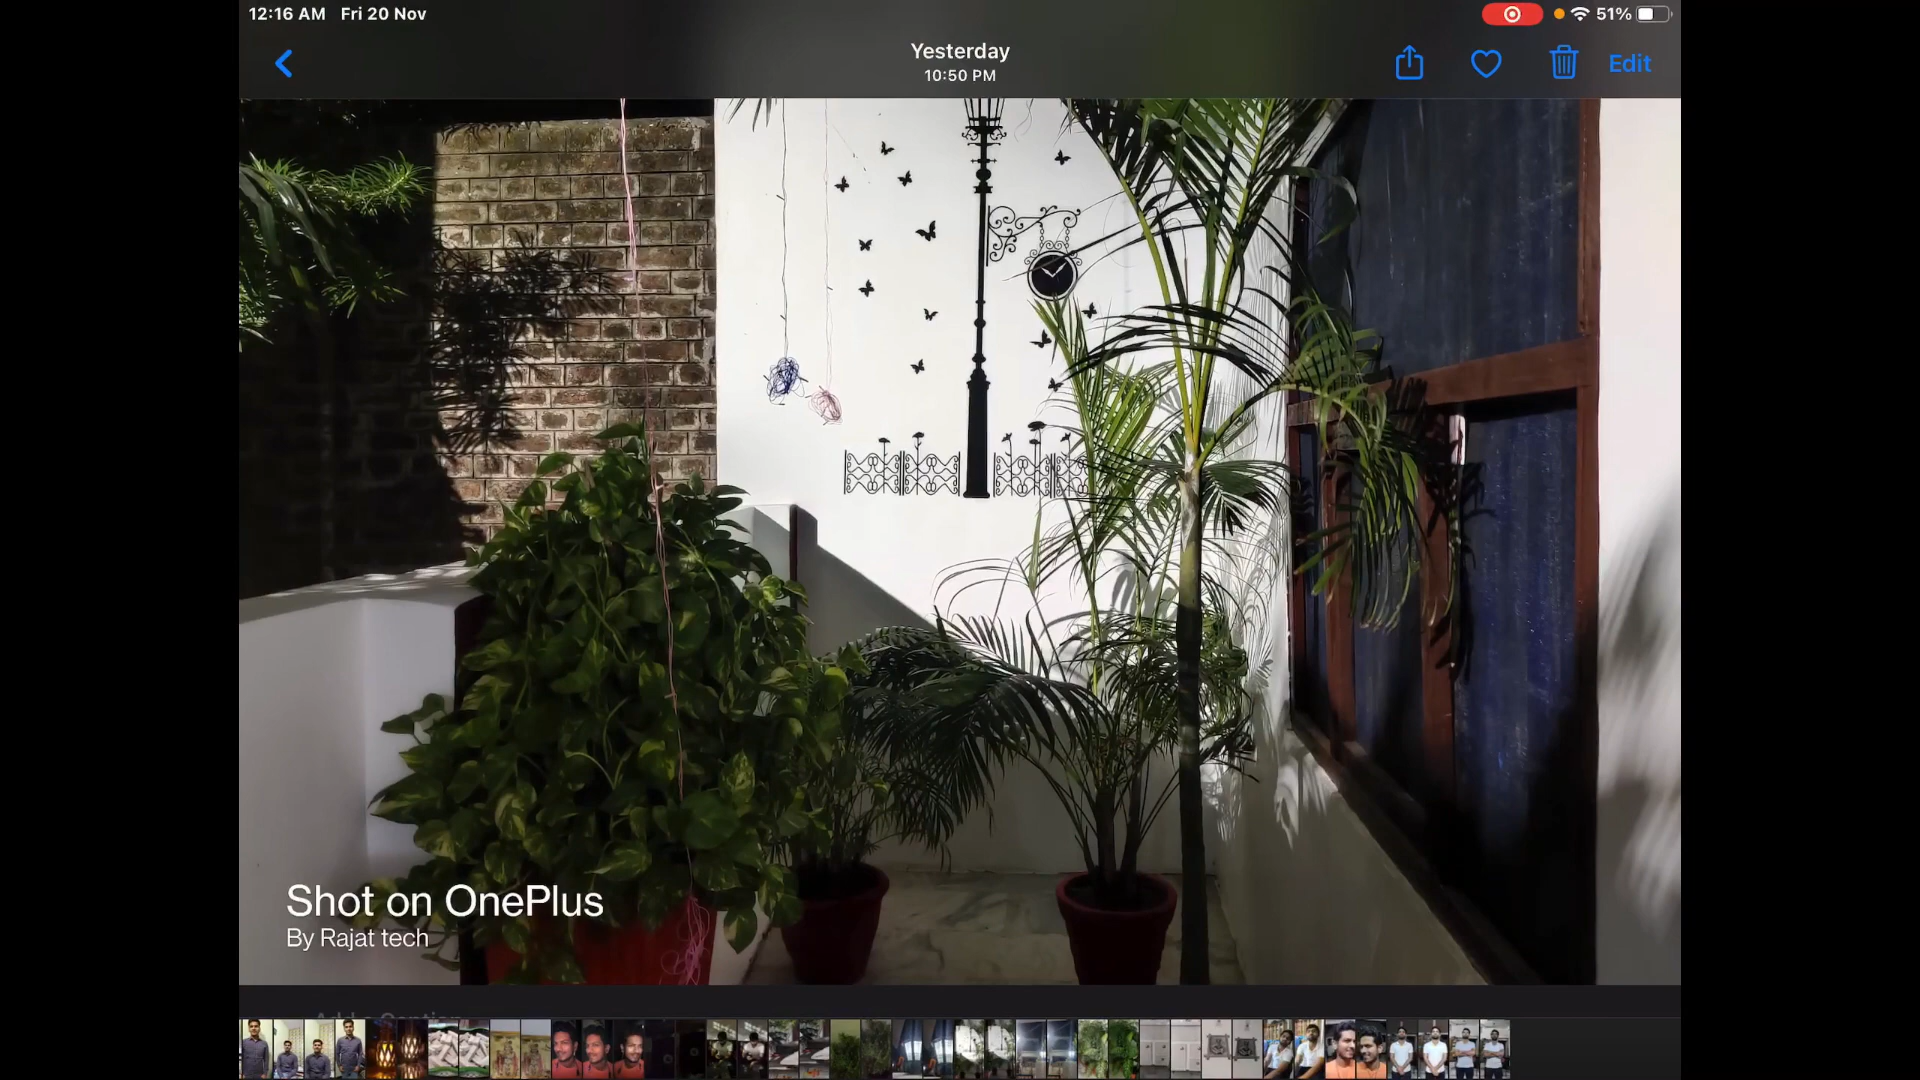 12:16 AM Fri 20 Nov
51%
Yesterday
10:50 PM
Edit
Shot on OnePlus
By Rajat tech